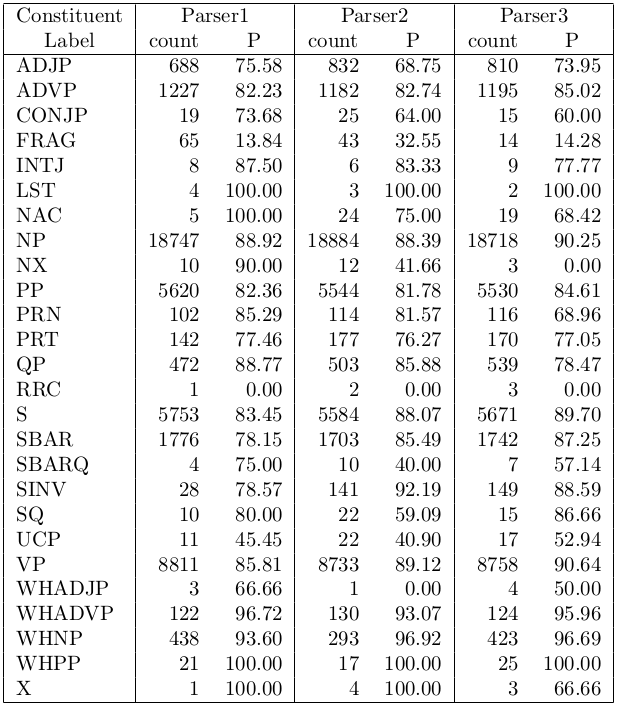 Constituent Parser1 Parser2 Parser3
Label count P count P count P
ADJP 688 75.58 832 68.75 810 73.95
ADVP 1227 82.23 1182 82.74 1195 85.02
CONJP 19 73.68 25 64.00 15 60.00
FRAG 65 13.84 43 32.55 14 14.28
INTJ 8 87.50 6 83.33 9 77.77
LST 4 100.00 3 100.00 2 100.00
NAC 5 100.00 24 75.00 19 68.42
NP 18747 88.92 18884 88.39 18718 90.25
NX 10 90.00 12 41.66 3 0.00
PP 5620 82.36 5544 81.78 5530 84.61
PRN 102 85.29 114 81.57 116 68.96
PRT 142 77.46 177 76.27 170 77.05
QP 472 88.77 503 85.88 539 78.47
RRC 1 0.00 2 0.00 3 0.00
S 5753 83.45 5584 88.07 5671 89.70
SBAR 1776 78.15 1703 85.49 1742 87.25
SBARQ 4 75.00 10 40.00 7 57.14
SINV 28 78.57 141 92.19 149 88.59
SQ 10 80.00 22 59.09 15 86.66
UCP 11 45.45 22 40.90 17 52.94
VP 8811 85.81 8733 89.12 8758 90.64
WHADJP 3 66.66 1 0.00 4 50.00
WHADVP 122 96.72 130 93.07 124 95.96
WHNP 438 93.60 293 96.92 423 96.69
WHPP 21 100.00 17 100.00 25 100.00
X 1 100.00 4 100.00 3 66.66